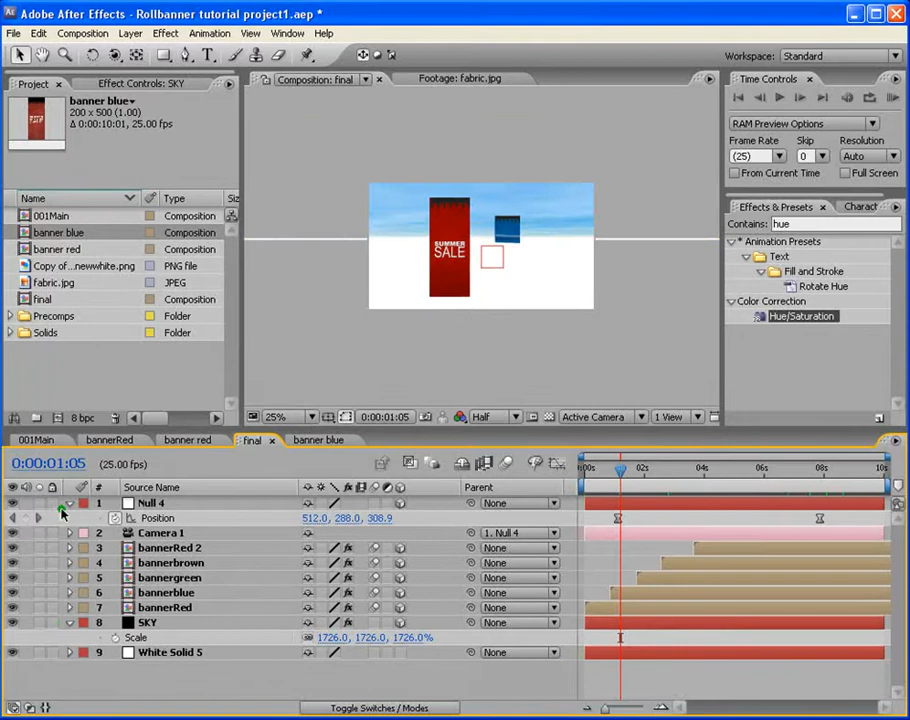 Adobe After Effects - Rollbanner tutorial project1.aep *
File Edit Composition Layer Effect Animation View Window Help
Workspace: Standard
Project Effect Controls: SKY
banner blue
200 x 500 (1.00)
Δ 0:00:10:01, 25.00 fps
Name Type Siz
001Main Composition
banner blue Composition
banner red Composition
Copy of...newwhite.png PNG file
fabric.jpg JPEG
final Composition
Precomps Folder
Solids Folder
8 bpc
Composition: final Footage: fabric.jpg
SUMMER
SALE
25% 0:00:01:05 Half Active Camera 1 View
Time Controls
RAM Preview Options
Frame Rate Skip Resolution
(25) 0 Auto
From Current Time Full Screen
Effects & Presets Charact
Contains: hue
* Animation Presets
Text
Fill and Stroke
Rotate Hue
Color Correction
Hue/Saturation
001Main bannerRed banner red final banner blue
0:00:01:05 (25.00 fps) :00s 02s 04s 06s 08s 10s
# Source Name Parent
1 Null 4 None
Position 512.0, 288.0, 308.9
2 Camera 1 1. Null 4
3 bannerRed 2 None
4 bannerbrown None
5 bannergreen None
6 bannerblue None
7 bannerRed None
8 SKY None
Scale 1726.0, 1726.0, 1726.0%
9 White Solid 5 None
Toggle Switches / Modes